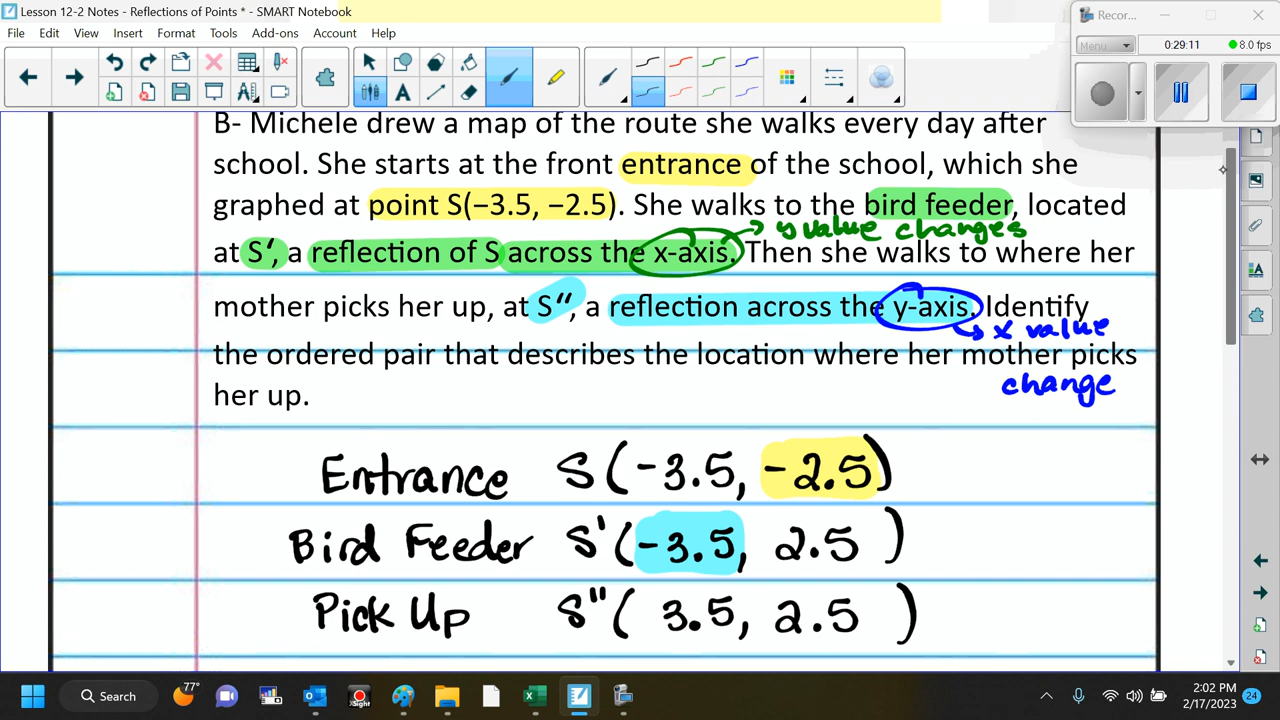 Lesson 12-2 Notes - Reflections of Points * - SMART Notebook
Recor...
File Edit View Insert Format Tools Add-ons Account Help
Menu
0:29:11
8.0 fps
B- Michele drew a map of the route she walks every day after
school. She starts at the front entrance of the school, which she
graphed at point S(−3.5, −2.5). She walks to the bird feeder, located
y value changes
at S′, a reflection of S across the x-axis. Then she walks to where her
mother picks her up, at S″, a reflection across the y-axis. Identify
x value
the ordered pair that describes the location where her mother picks
change
her up.
Entrance S(-3.5, -2.5)
Bird Feeder S'(-3.5, 2.5)
Pick Up S"(3.5, 2.5)
Search
77°
2:02 PM
2/17/2023
24